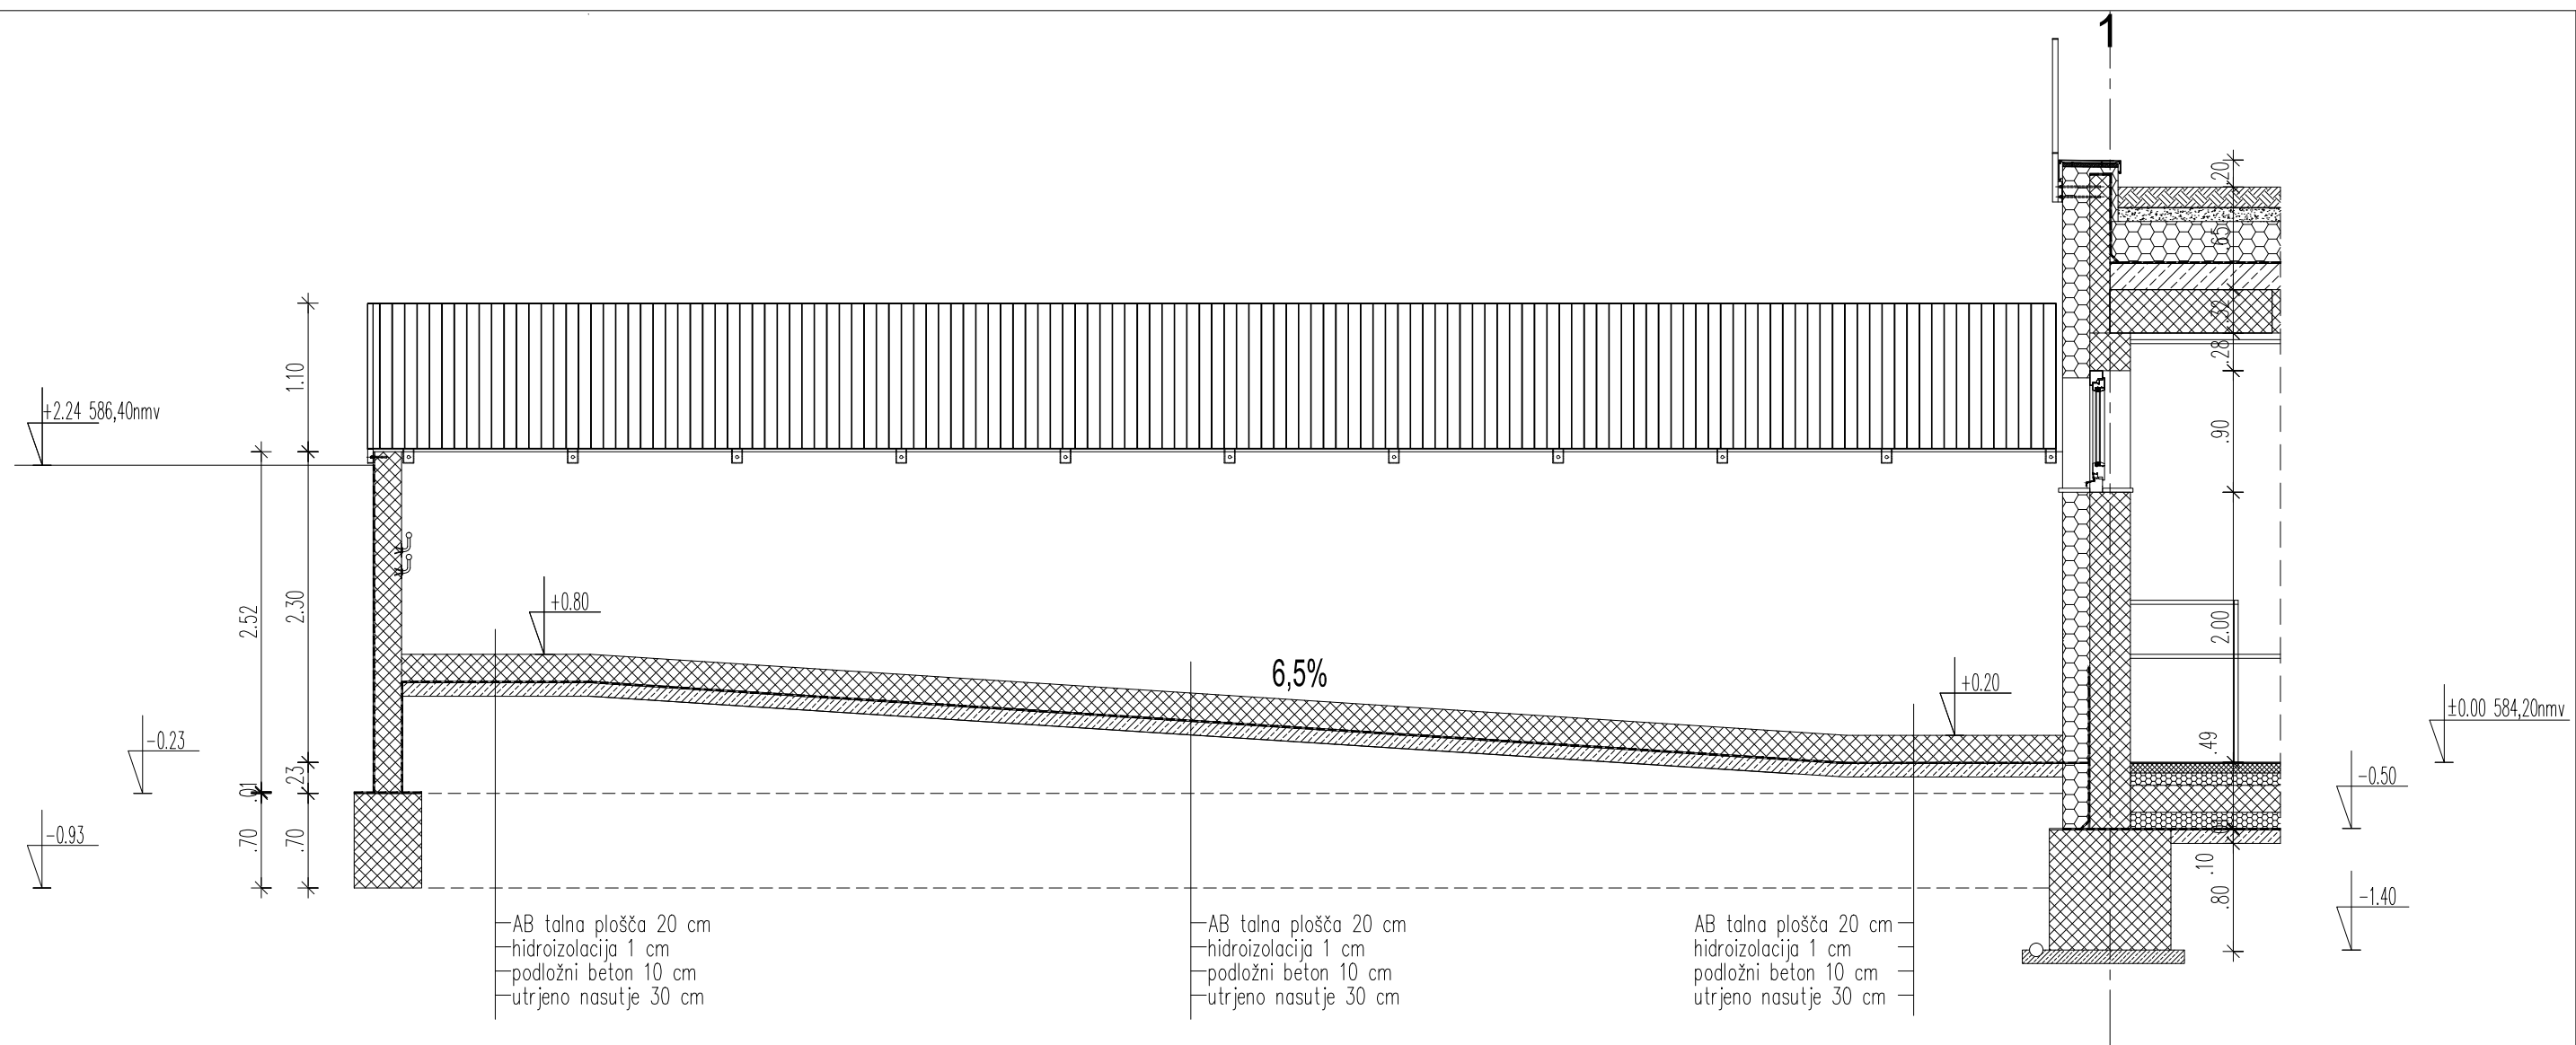 1
.20
.65
.32
.28
.90
2.00
.49
.10
.80
1.10
+2.24 586,40nmv
2.52
2.30
+0.80
6,5%
+0.20
±0.00 584,20nmv
-0.23
-0.50
.01
.23
.70
.70
-0.93
-1.40
AB talna plošča 20 cm
hidroizolacija 1 cm
podložni beton 10 cm
utrjeno nasutje 30 cm
AB talna plošča 20 cm
hidroizolacija 1 cm
podložni beton 10 cm
utrjeno nasutje 30 cm
AB talna plošča 20 cm
hidroizolacija 1 cm
podložni beton 10 cm
utrjeno nasutje 30 cm